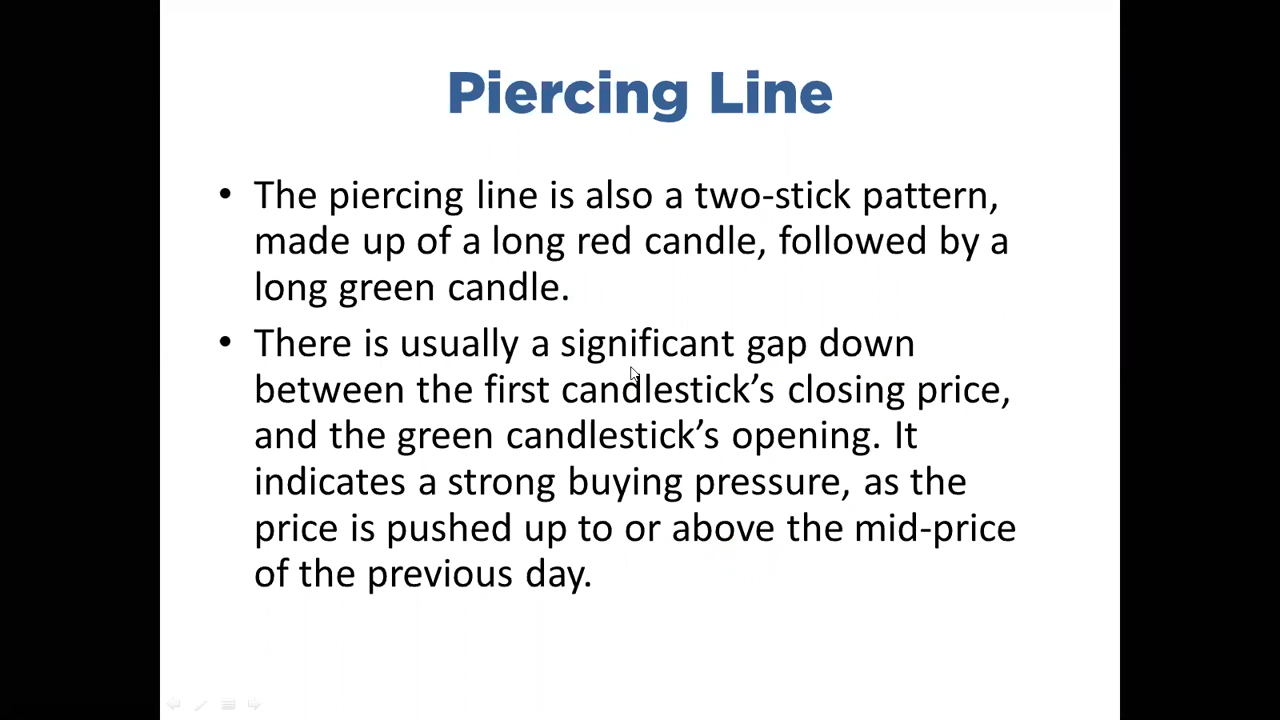 Piercing Line
• The piercing line is also a two-stick pattern,
made up of a long red candle, followed by a
long green candle.
• There is usually a significant gap down
between the first candlestick’s closing price,
and the green candlestick’s opening. It
indicates a strong buying pressure, as the
price is pushed up to or above the mid-price
of the previous day.